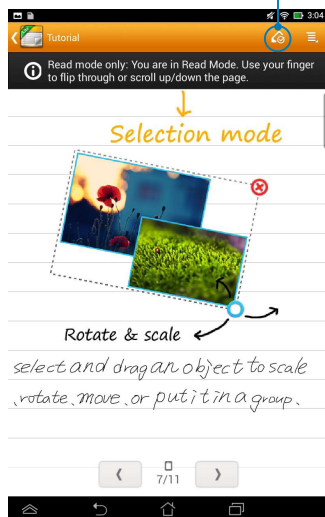 3:04
Tutorial
Read mode only: You are in Read Mode. Use your finger
to flip through or scroll up/down the page.
Selection mode
Rotate & scale
select and drag an object to scale
、rotate、move、or put it in a group、
7/11